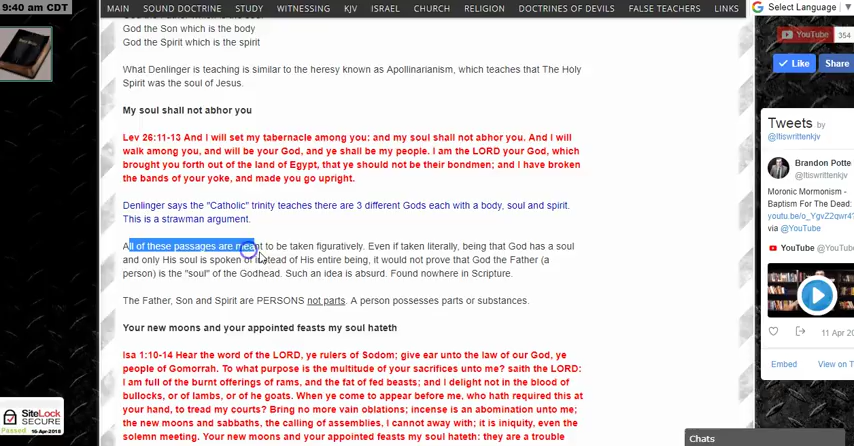 9:40 am CDT
MAIN SOUND DOCTRINE STUDY WITNESSING KJV ISRAEL CHURCH RELIGION DOCTRINES OF DEVILS FALSE TEACHERS LINKS
Select Language ▼
God the Son which is the body
God the Spirit which is the spirit
What Denlinger is teaching is similar to the heresy known as Apollinarianism, which teaches that The Holy
Spirit was the soul of Jesus.
My soul shall not abhor you
Lev 26:11-13 And I will set my tabernacle among you: and my soul shall not abhor you. And I will
walk among you, and will be your God, and ye shall be my people. I am the LORD your God, which
brought you forth out of the land of Egypt, that ye should not be their bondmen; and I have broken
the bands of your yoke, and made you go upright.
Denlinger says the "Catholic" trinity teaches there are 3 different Gods each with a body, soul and spirit.
This is a strawman argument.
All of these passages are meant to be taken figuratively. Even if taken literally, being that God has a soul
and only His soul is spoken of instead of His entire being, it would not prove that God the Father (a
person) is the "soul" of the Godhead. Such an idea is absurd. Found nowhere in Scripture.
The Father, Son and Spirit are PERSONS not parts. A person possesses parts or substances.
Your new moons and your appointed feasts my soul hateth
Isa 1:10-14 Hear the word of the LORD, ye rulers of Sodom; give ear unto the law of our God, ye
people of Gomorrah. To what purpose is the multitude of your sacrifices unto me? saith the LORD:
I am full of the burnt offerings of rams, and the fat of fed beasts; and I delight not in the blood of
bullocks, or of lambs, or of he goats. When ye come to appear before me, who hath required this at
your hand, to tread my courts? Bring no more vain oblations; incense is an abomination unto me;
the new moons and sabbaths, the calling of assemblies, I cannot away with; it is iniquity, even the
solemn meeting. Your new moons and your appointed feasts my soul hateth: they are a trouble
YouTube 354
Like Share
Tweets by
@Itiswrittenkjv
Brandon Potte
@Itiswrittenkjv
Moronic Mormonism -
Baptism For The Dead:
youtu.be/o_YgvZ2qwr4?
via @YouTube
YouTube @YouTube
11 Apr 20
Embed View on T
SiteLock
SECURE
Passed 16-Apr-2018
Chats